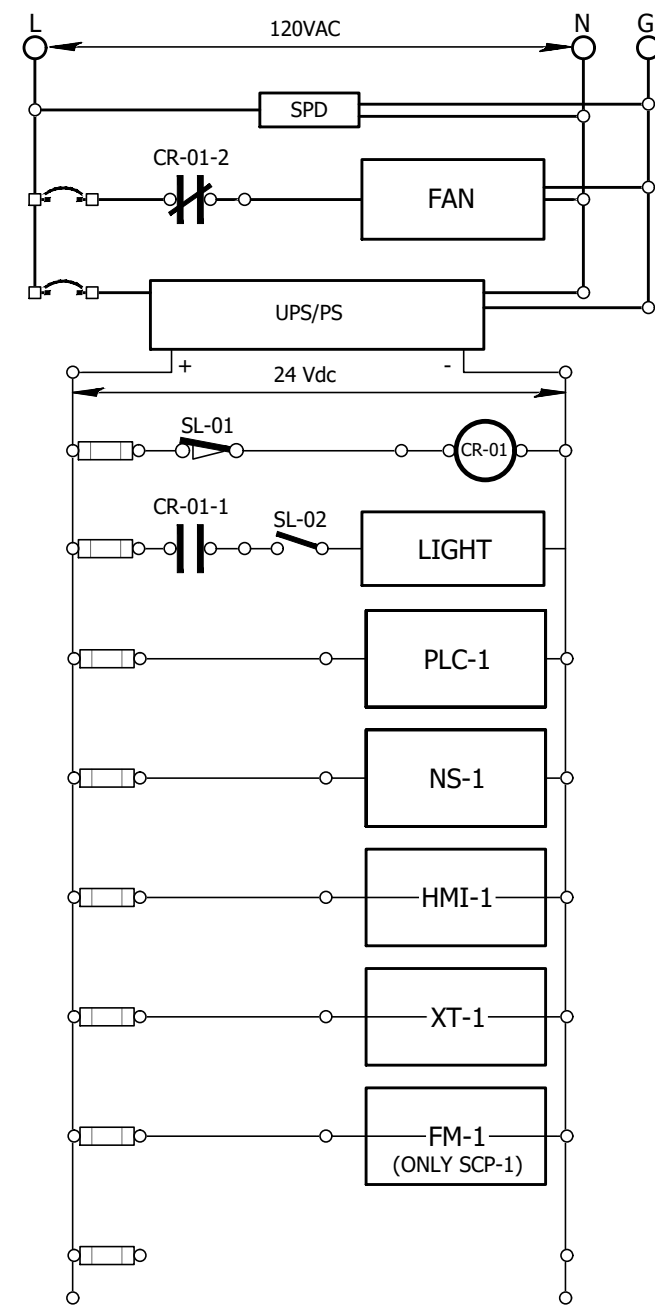 L
120VAC
N
G
SPD
CR-01-2
FAN
UPS/PS
+
24 Vdc
-
SL-01
CR-01
CR-01-1
SL-02
LIGHT
PLC-1
NS-1
HMI-1
XT-1
FM-1
(ONLY SCP-1)